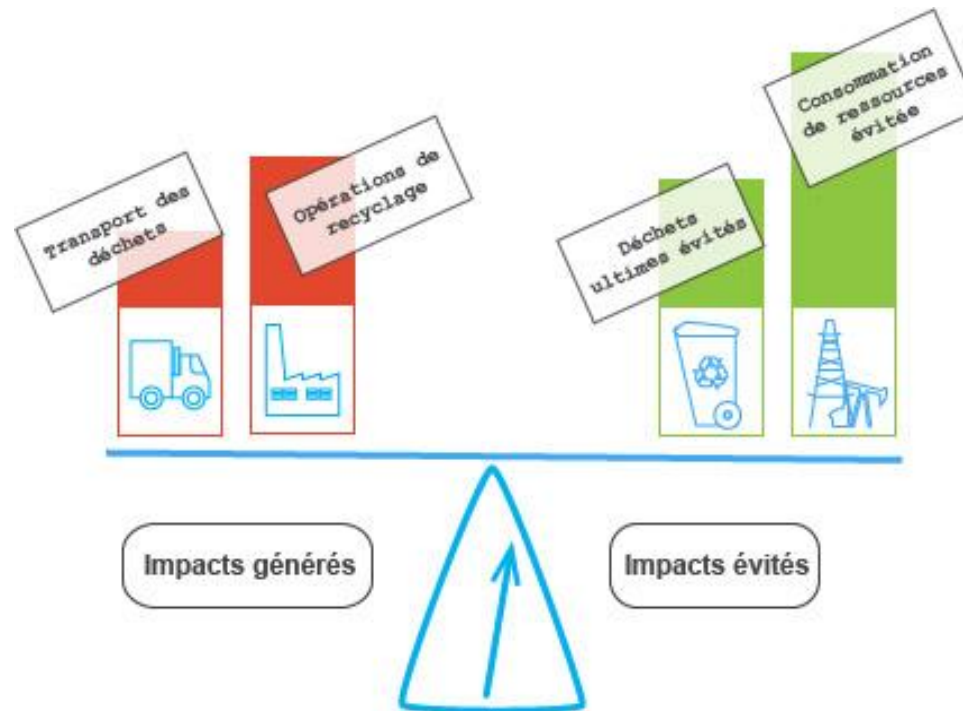 Transport des
déchets
Opérations de
recyclage
Déchets
ultimes évités
Consommation
de ressources
évitée
Impacts générés
Impacts évités